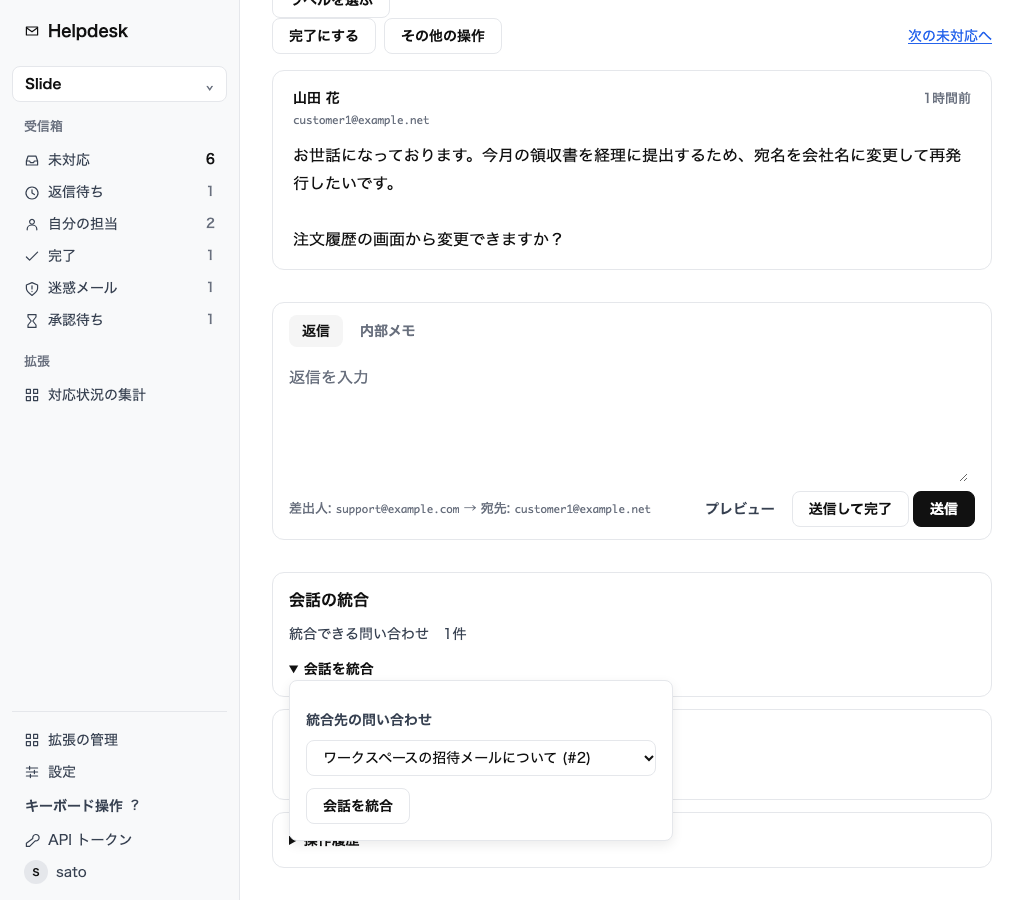 Helpdesk
Slide
受信箱
未対応 6
返信待ち 1
自分の担当 2
完了 1
迷惑メール 1
承認待ち 1
拡張
対応状況の集計
拡張の管理
設定
キーボード操作 ?
API トークン
S sato
ラベルを選ぶ
完了にする その他の操作 次の未対応へ
山田 花 1時間前
customer1@example.net
お世話になっております。今月の領収書を経理に提出するため、宛名を会社名に変更して再発
行したいです。
注文履歴の画面から変更できますか？
返信 内部メモ
返信を入力
差出人: support@example.com → 宛先: customer1@example.net プレビュー 送信して完了 送信
会話の統合
統合できる問い合わせ 1件
▼ 会話を統合
統合先の問い合わせ
ワークスペースの招待メールについて (#2)
会話を統合
▶ 操作履歴